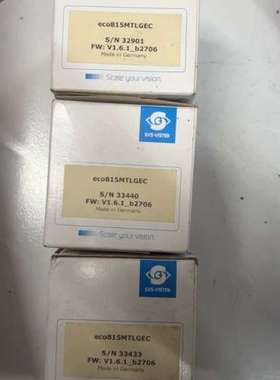 eco815MTLGEC
S/N 32901
FW: V1.6.1_b2706
Made in Germany
Scale your vision.
SVS-VISTEK
eco815MTLGEC
S/N 33440
FW: V1.6.1_b2706
Made in Germany
Scale your vision.
SVS-VISTEK
eco815MTLGEC
S/N 33433
FW: V1.6.1_b2706
Made in Germany